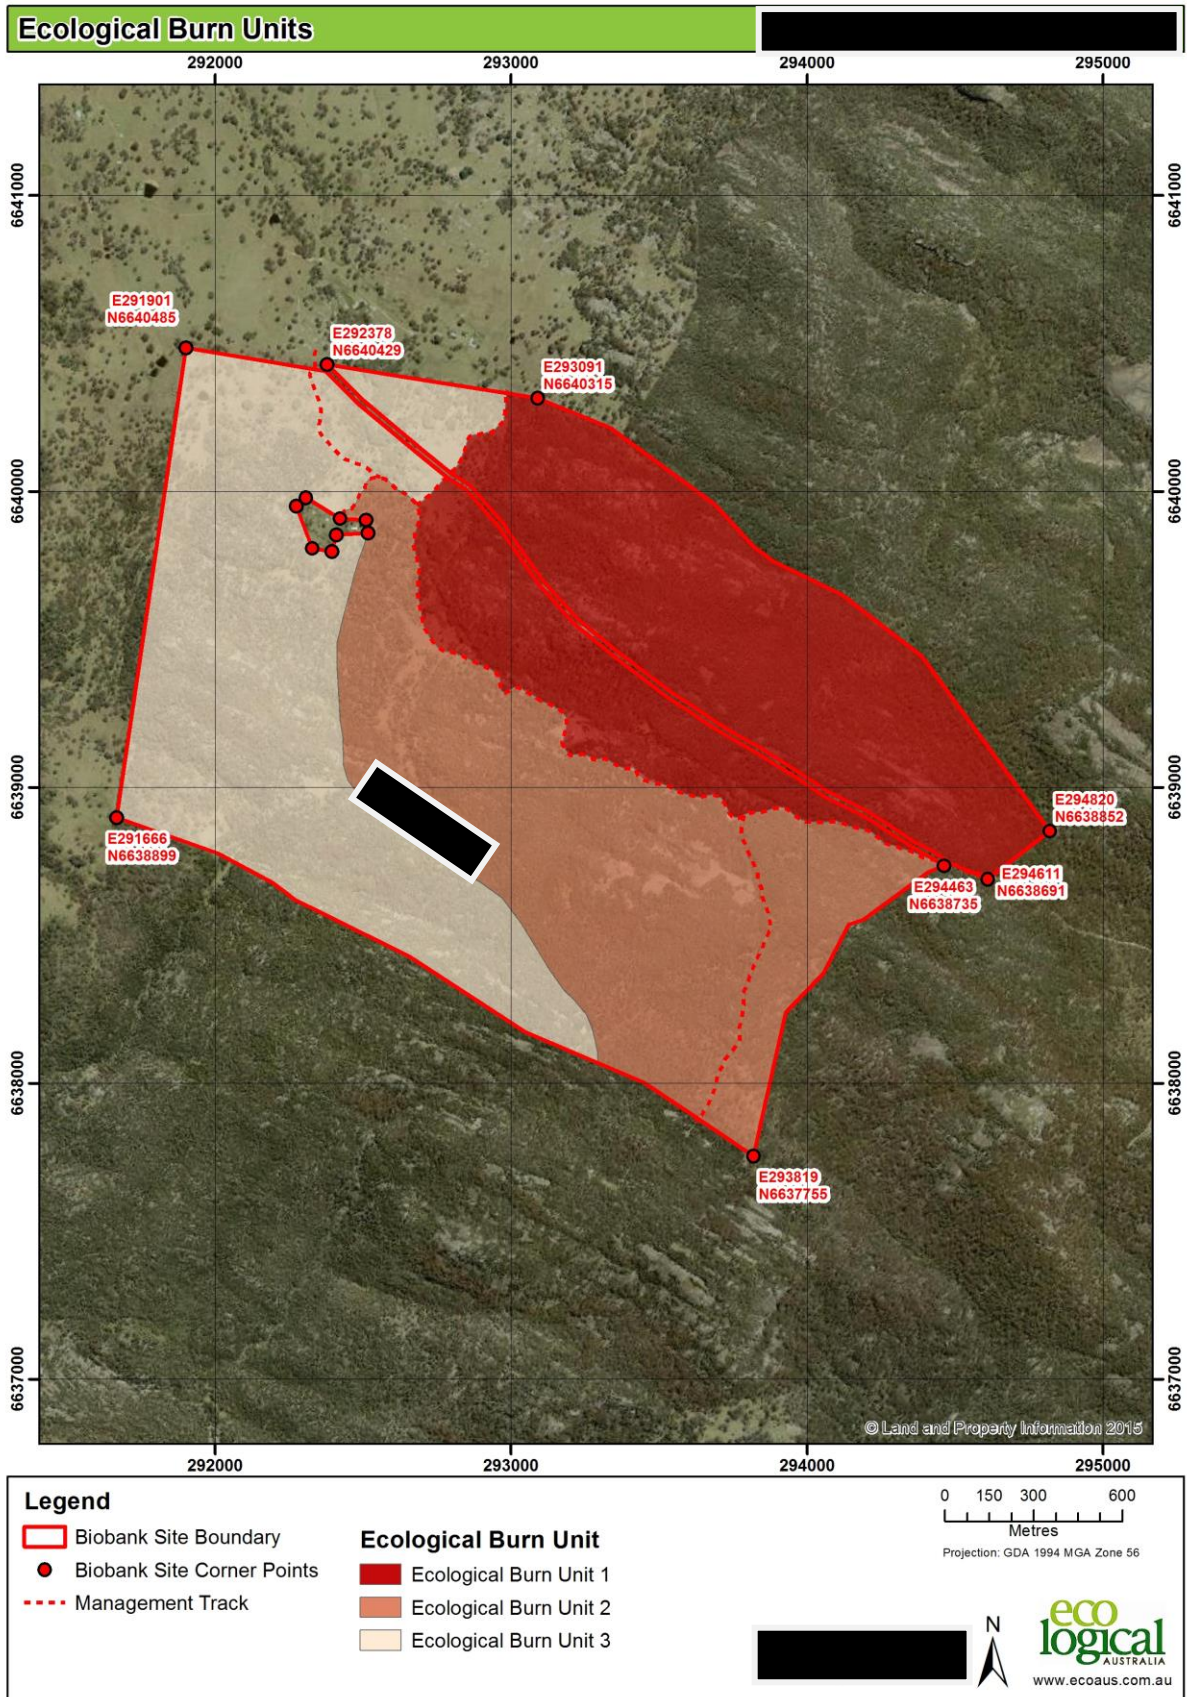 Ecological Burn Units
292000 293000 294000 295000
6641000 6641000
E291901
N6640485
E292378
N6640429
E293091
N6640315
6640000 6640000
6639000 6639000
E294820
N6638852
E291666
N6638899
E294611
N6638691
E294463
N6638735
6638000 6638000
E293819
N6637755
6637000 6637000
© Land and Property Information 2015
292000 293000 294000 295000
Legend
Biobank Site Boundary
Biobank Site Corner Points
Management Track
Ecological Burn Unit
Ecological Burn Unit 1
Ecological Burn Unit 2
Ecological Burn Unit 3
0 150 300 600
Metres
Projection: GDA 1994 MGA Zone 56
N
eco
logical
AUSTRALIA
www.ecoaus.com.au